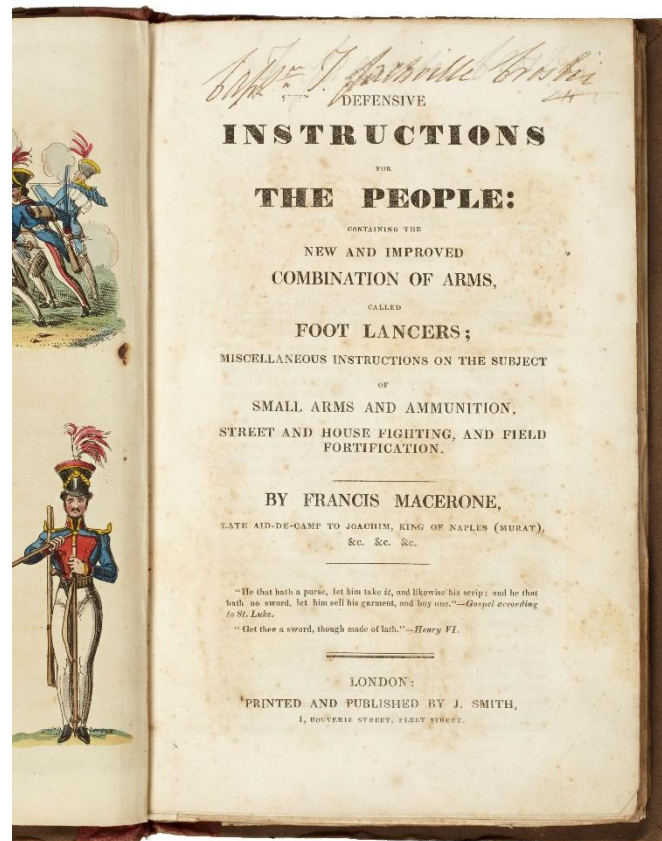 Capn. T.
DEFENSIVE
INSTRUCTIONS
FOR
THE PEOPLE:
CONTAINING THE
NEW AND IMPROVED
COMBINATION OF ARMS,
CALLED
FOOT LANCERS;
MISCELLANEOUS INSTRUCTIONS ON THE SUBJECT
OF
SMALL ARMS AND AMMUNITION,
STREET AND HOUSE FIGHTING, AND FIELD
FORTIFICATION.
BY FRANCIS MACERONE,
LATE AID-DE-CAMP TO JOACHIM, KING OF NAPLES (MURAT),
&c. &c. &c.
"He that hath a purse, let him take it, and likewise his scrip; and he that
hath no sword, let him sell his garment, and buy one."—Gospel according
to St. Luke.
"Get thee a sword, though made of lath."—Henry VI.
LONDON:
PRINTED AND PUBLISHED BY J. SMITH,
1, BOUVERIE STREET, FLEET STREET.